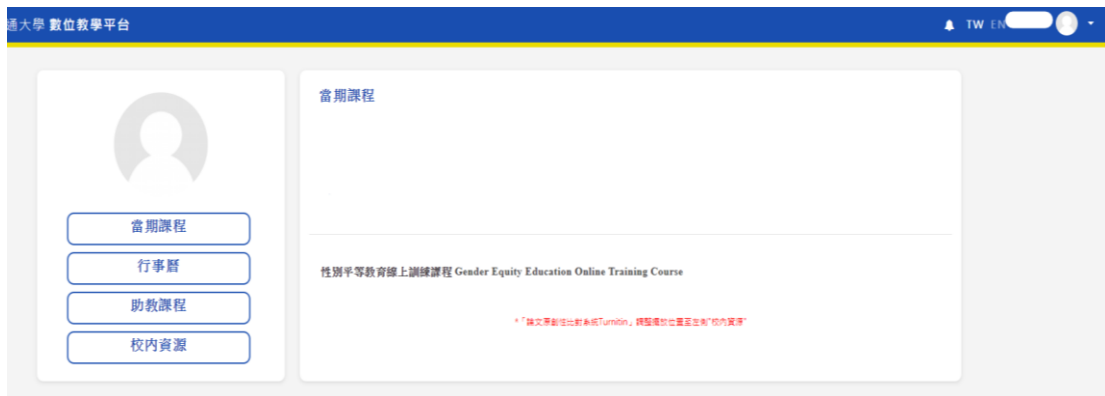 通大學 數位教學平台
TW EN
當期課程
當期課程
行事曆
助教課程
校內資源
性別平等教育線上訓練課程 Gender Equity Education Online Training Course
*「論文原創性比對系統Turnitin」調整擺放位置至左側"校內資源"